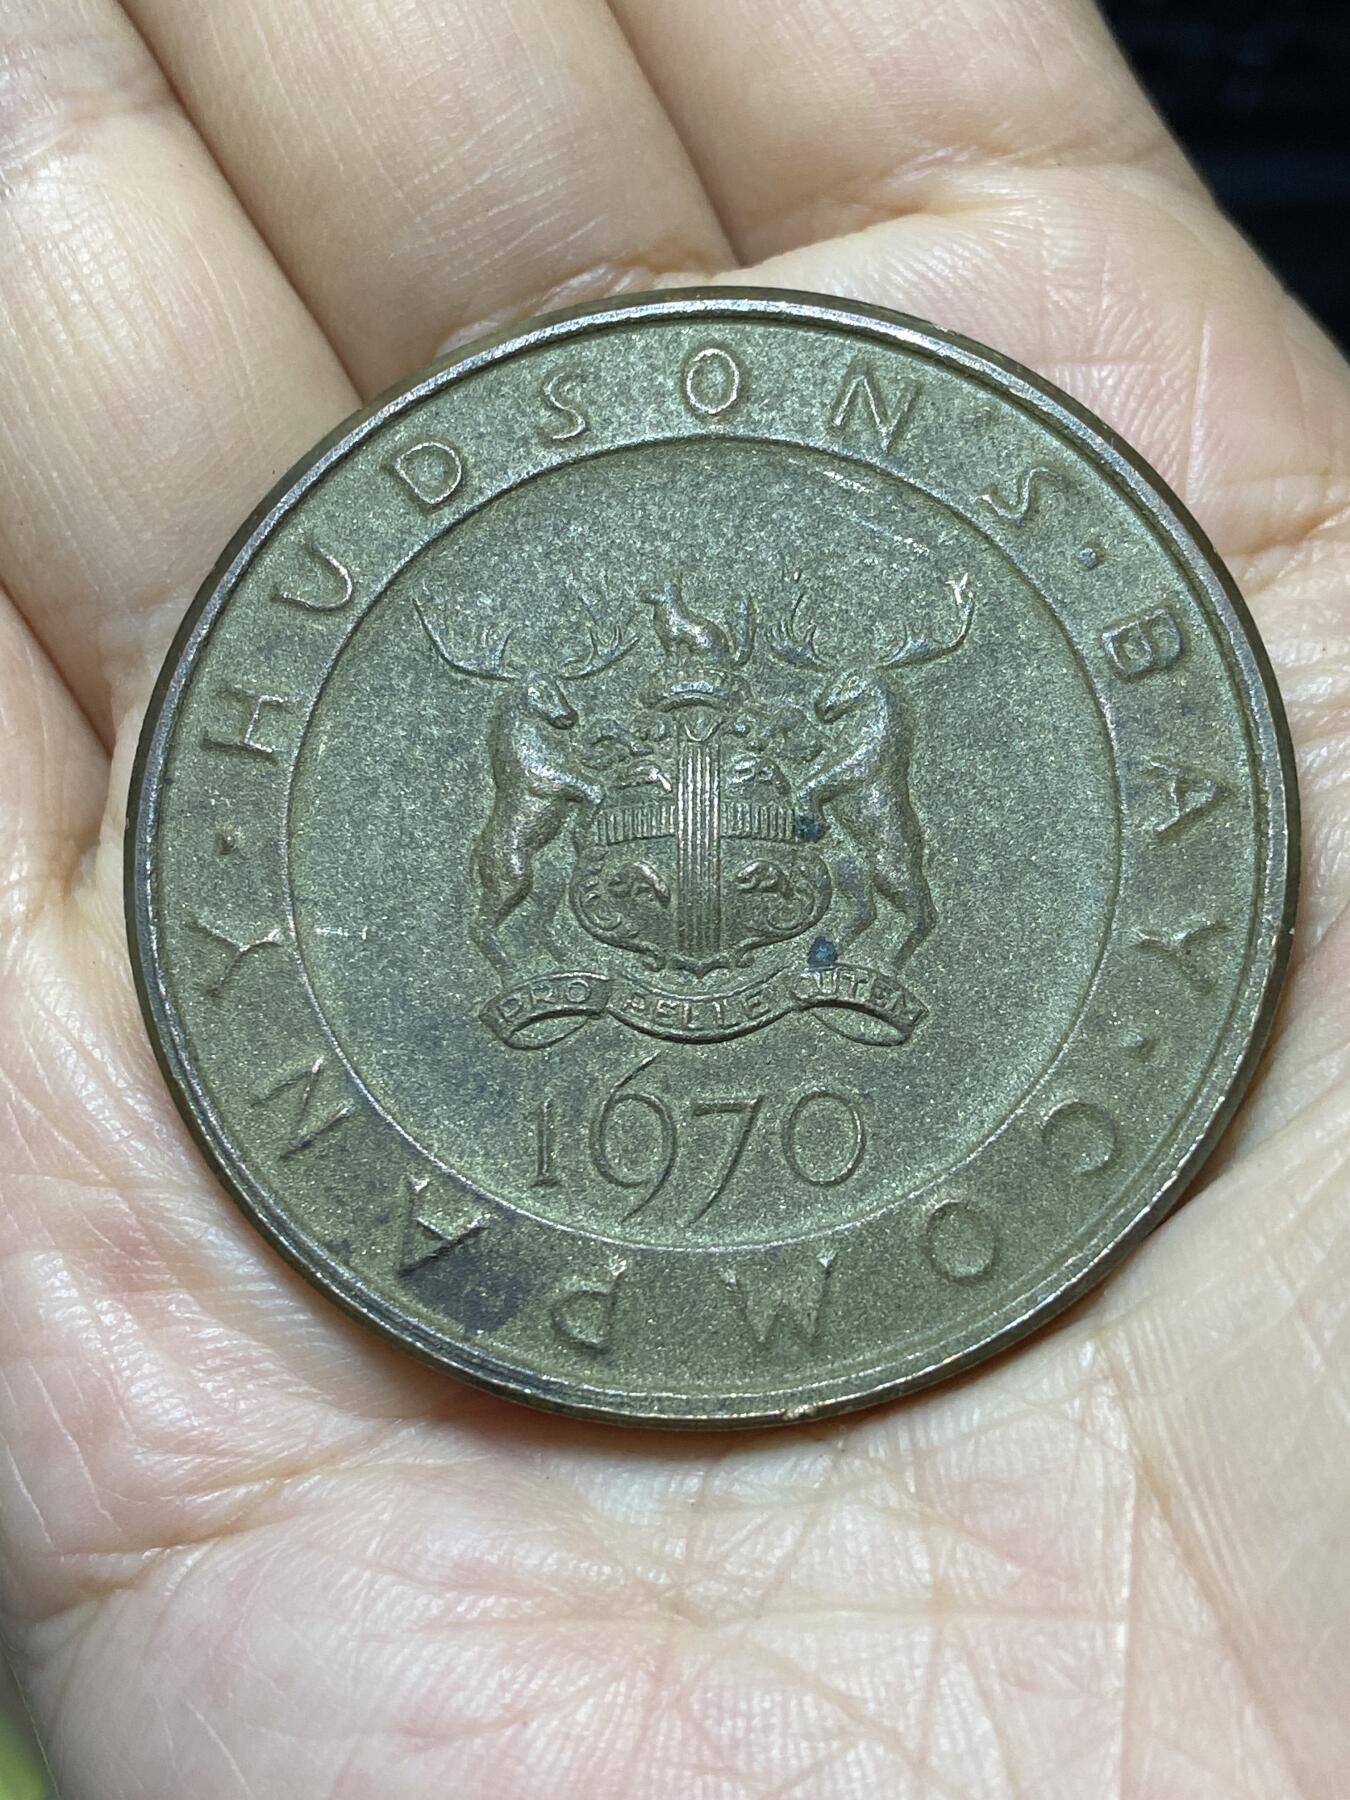 HUDSONS · BAY · COMPANY ·
PRO PELLE CUTEM
1670